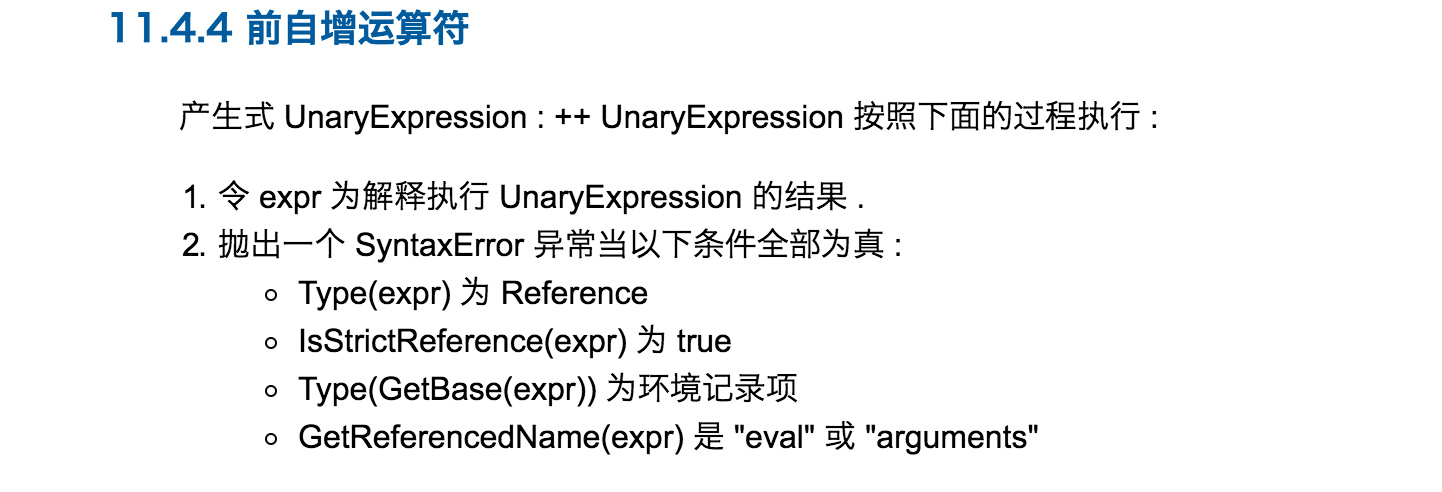 11.4.4 前自增运算符
产生式 UnaryExpression : ++ UnaryExpression 按照下面的过程执行 :
1. 令 expr 为解释执行 UnaryExpression 的结果 .
2. 抛出一个 SyntaxError 异常当以下条件全部为真 :
Type(expr) 为 Reference
IsStrictReference(expr) 为 true
Type(GetBase(expr)) 为环境记录项
GetReferencedName(expr) 是 "eval" 或 "arguments"